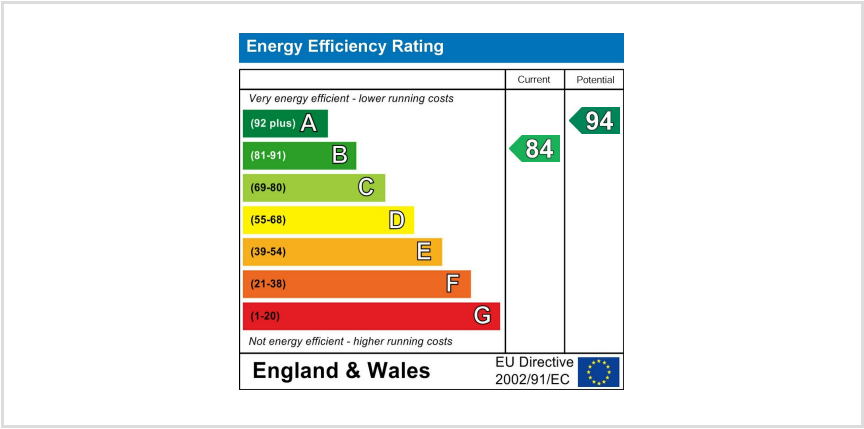 Energy Efficiency Rating
Current Potential
Very energy efficient - lower running costs
(92 plus) A
94
(81-91) B
84
(69-80) C
(55-68) D
(39-54) E
(21-38) F
(1-20) G
Not energy efficient - higher running costs
England & Wales
EU Directive
2002/91/EC